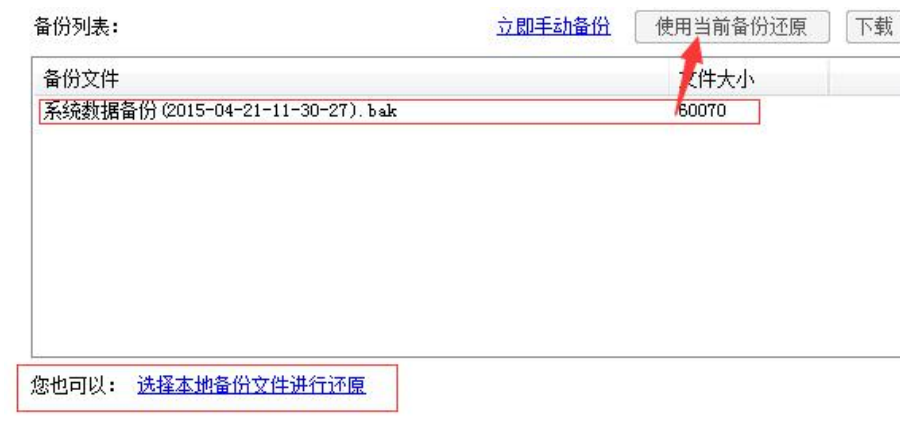 备份列表： 立即手动备份 使用当前备份还原 下载
备份文件 文件大小
系统数据备份(2015-04-21-11-30-27).bak 60070
您也可以： 选择本地备份文件进行还原